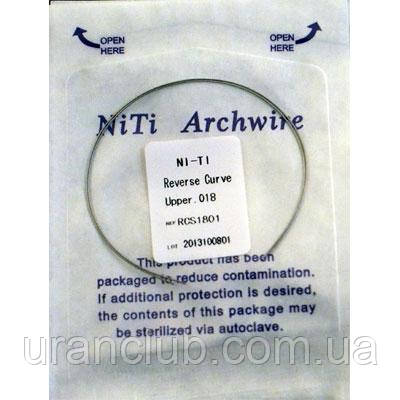 OPEN
HERE
OPEN
HERE
NiTi Archwire
NI-TI
Reverse Curve
Upper.018
REF RCS1801
LOT 2013100801
This product has been
packaged to reduce contamination.
If additional protection is desired,
the contents of this package may
be sterilized via autoclave.
uranclub.com.ua